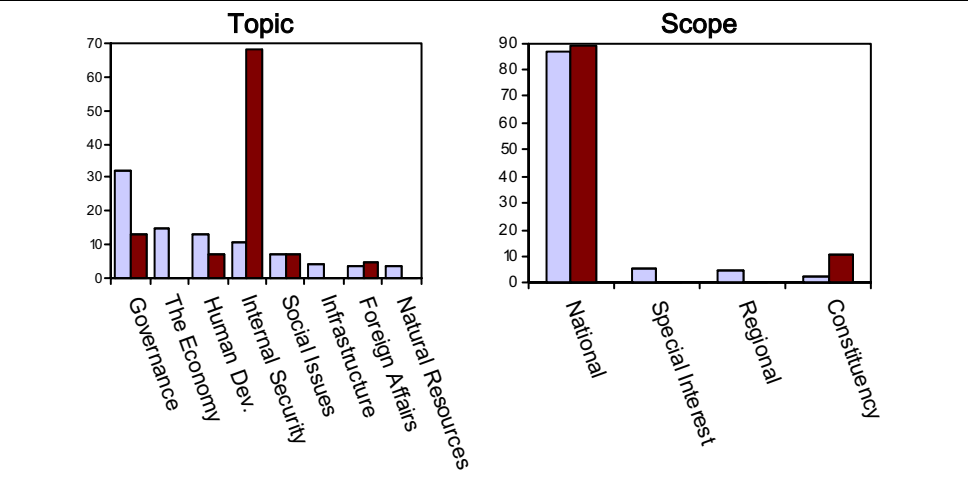 Topic
70
60
50
40
30
20
10
0
Governance
The Economy
Human Dev.
Internal Security
Social Issues
Infrastructure
Foreign Affairs
Natural Resources
Scope
90
80
70
60
50
40
30
20
10
0
National
Special Interest
Regional
Constituency